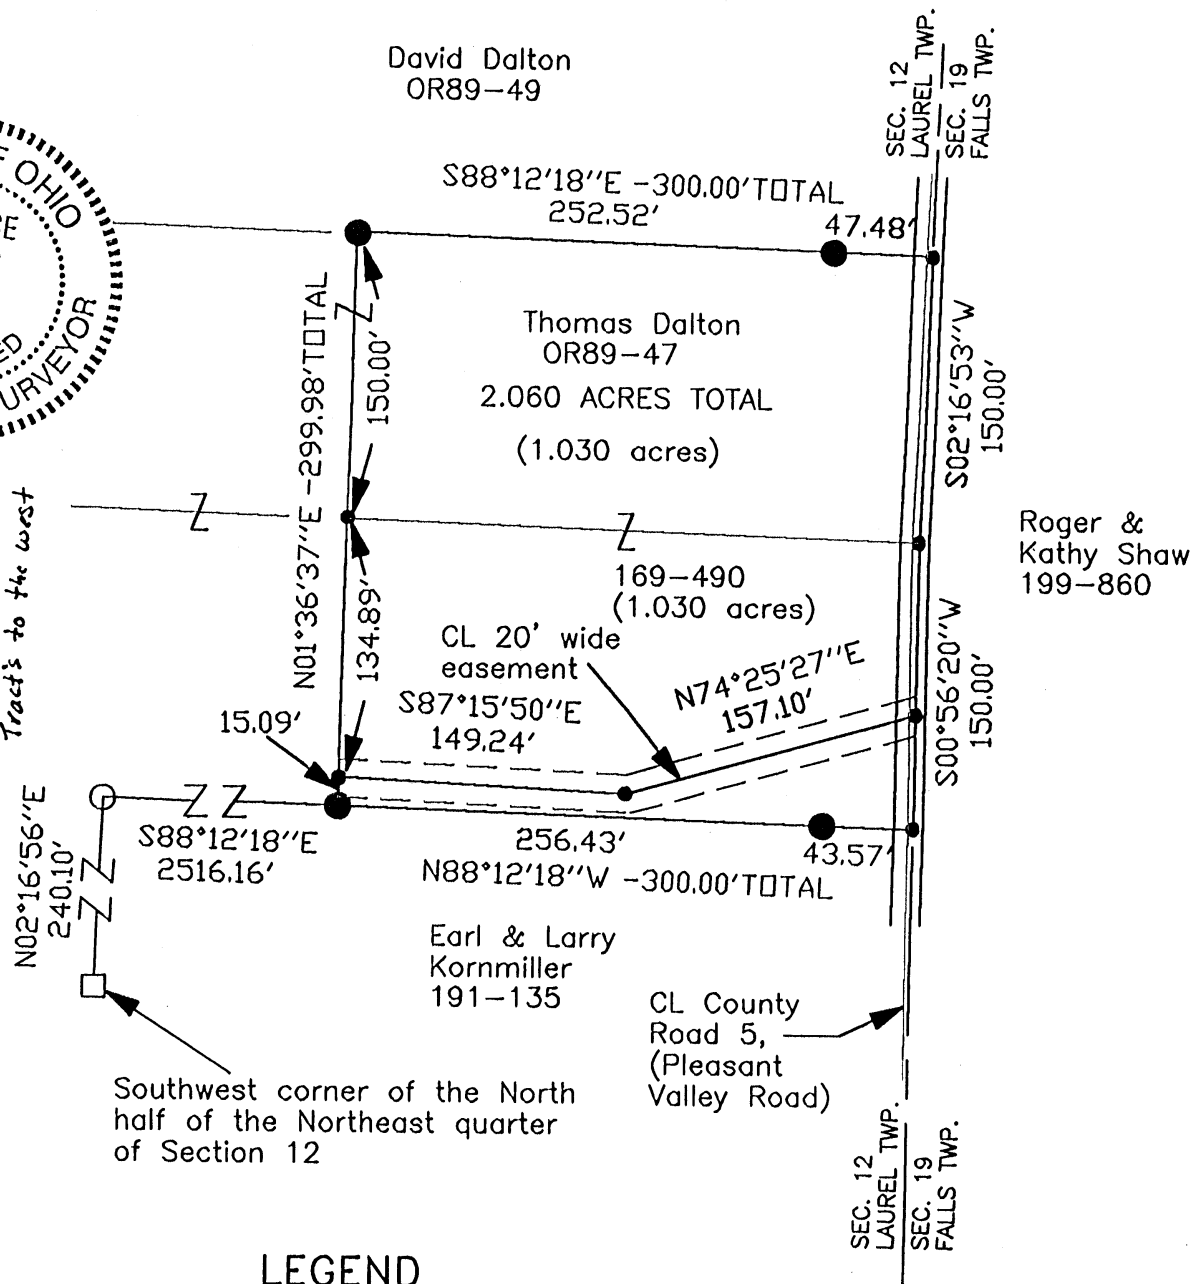 David Dalton
OR89-49
SEC. 12
LAUREL TWP.
SEC. 19
FALLS TWP.
OHIO
SURVEYOR
S88°12'18''E -300.00'TOTAL
252.52'
47.48'
N01°36'37''E -299.98'TOTAL
150.00'
Thomas Dalton
OR89-47
2.060 ACRES TOTAL
(1.030 acres)
S02°16'53''W
150.00'
Tract's to the west
Roger &
Kathy Shaw
199-860
169-490
(1.030 acres)
134.89'
CL 20' wide
easement
N74°25'27''E
157.10'
S00°56'20''W
150.00'
S87°15'50''E
149.24'
15.09'
N02°16'56''E
240.10'
S88°12'18''E
2516.16'
256.43'
43.57'
N88°12'18''W -300.00'TOTAL
Earl & Larry
Kornmiller
191-135
CL County
Road 5,
(Pleasant
Valley Road)
Southwest corner of the North
half of the Northeast quarter
of Section 12
SEC. 12
LAUREL TWP.
SEC. 19
FALLS TWP.
LEGEND